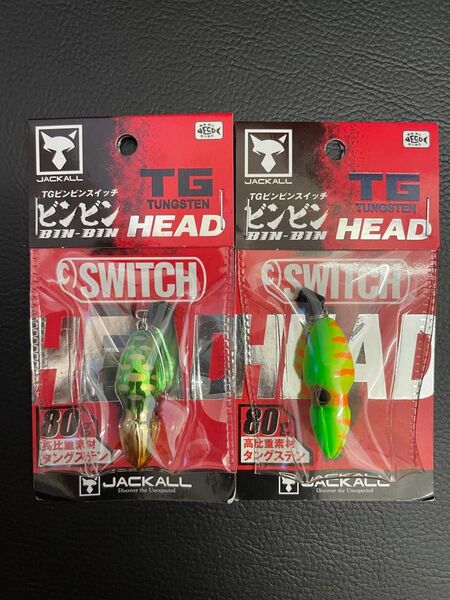 JACKALL
TG
TUNGSTEN
TGビンビンスイッチ
ビンビン
BIN-BIN
HEAD
SWITCH
HEAD
80g
高比重素材
タングステン
JACKALL
Discover the Unexpected
JACKALL
TG
TUNGSTEN
TGビンビンスイッチ
ビンビン
BIN-BIN
HEAD
SWITCH
HEAD
80g
高比重素材
タングステン
JACKALL
Discover the Unexpected